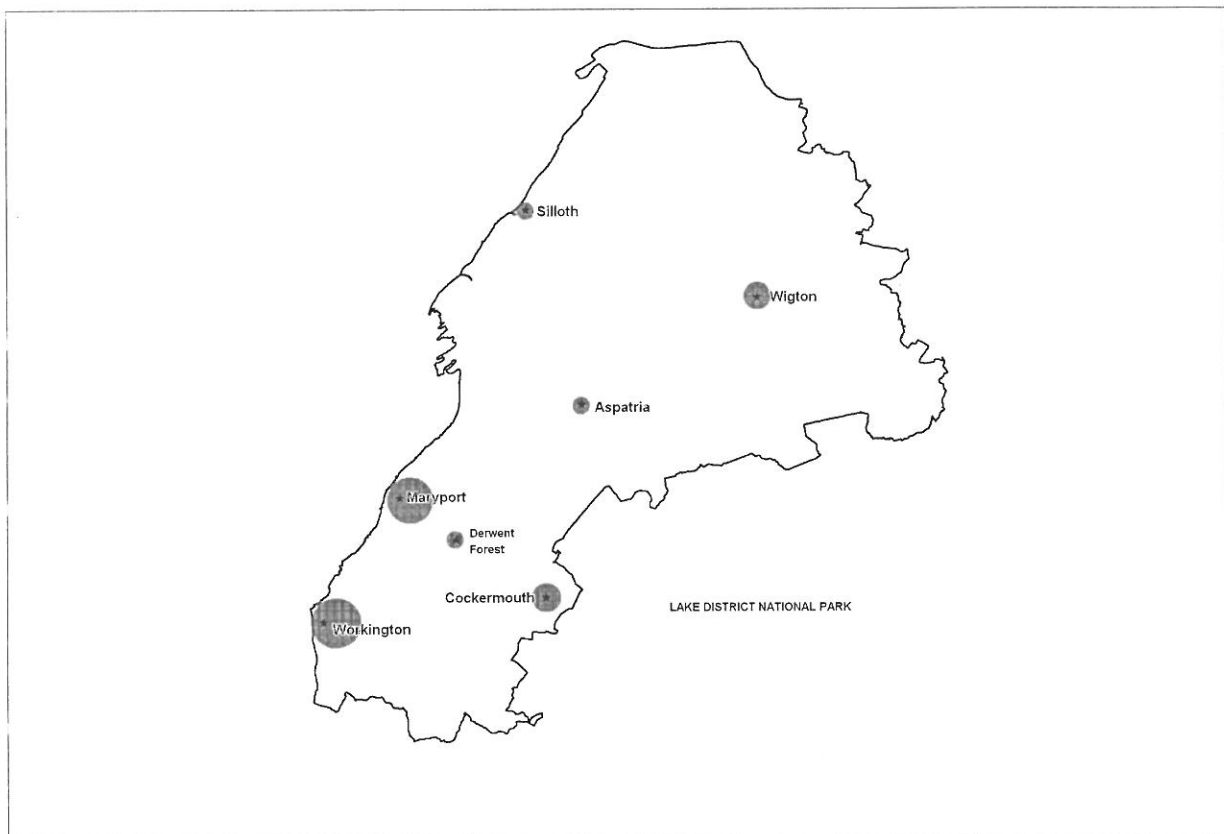 Silloth
Wigton
Aspatria
Maryport
Derwent
Forest
Cockermouth
LAKE DISTRICT NATIONAL PARK
Workington